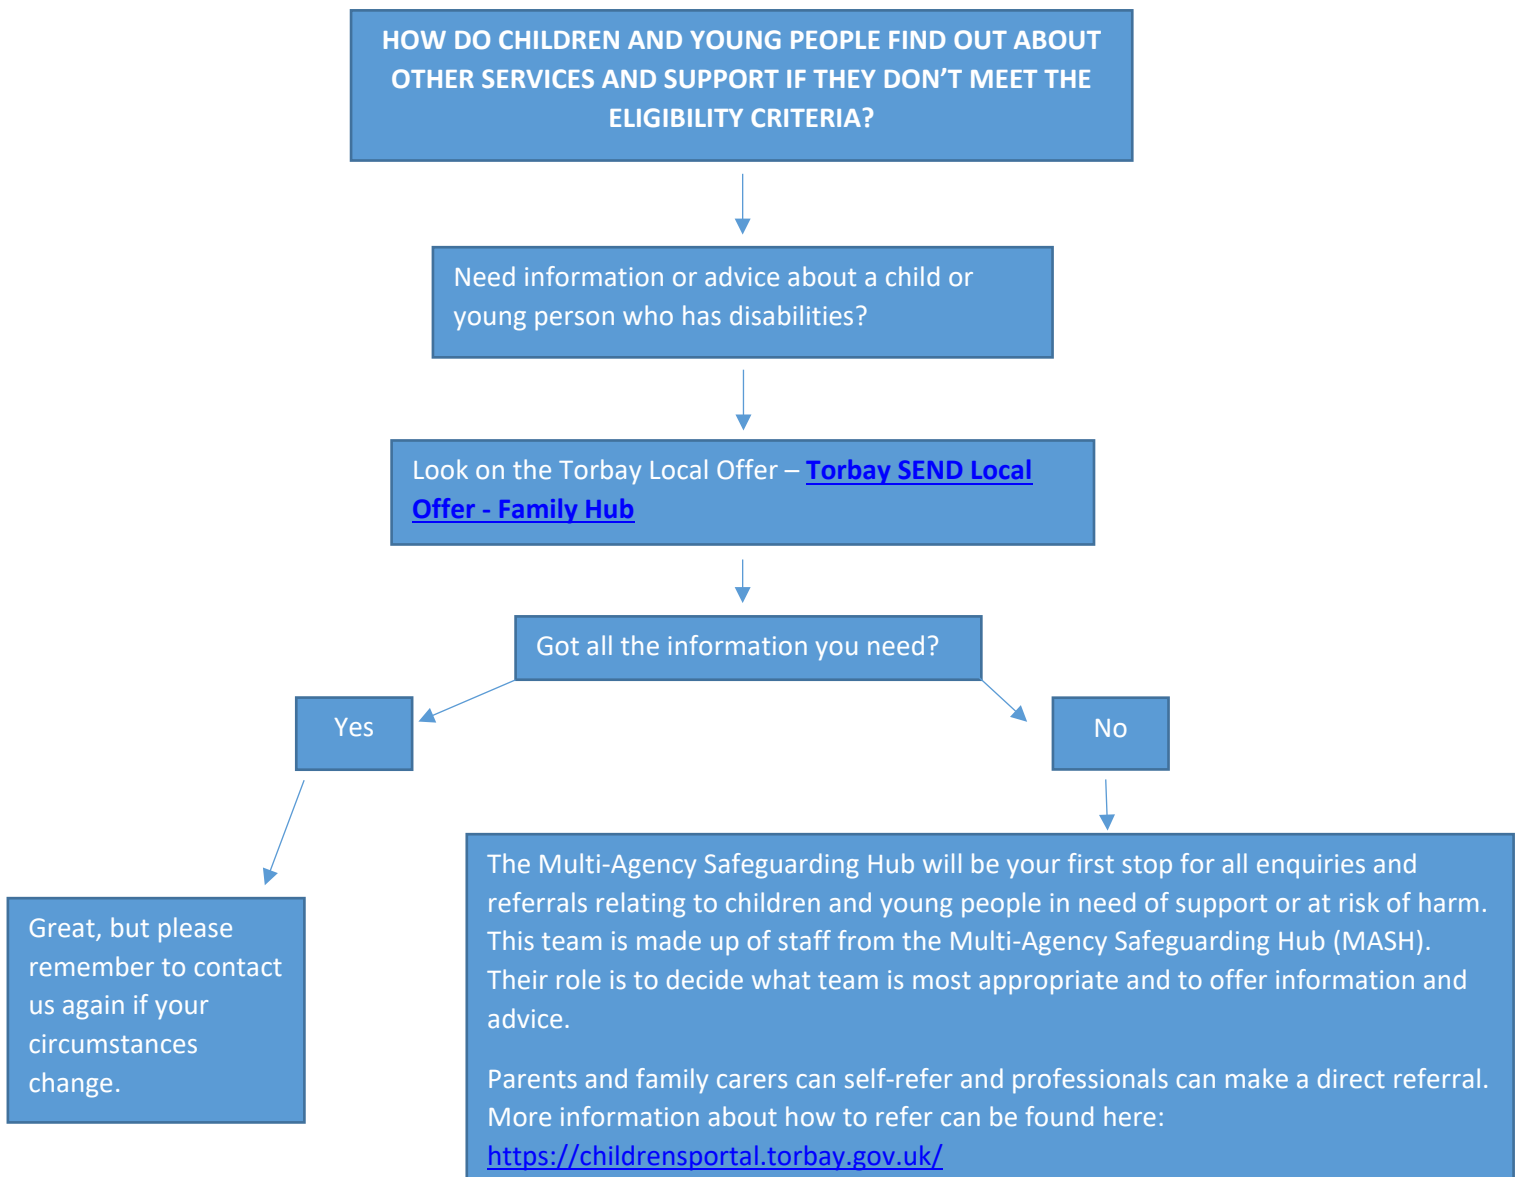 HOW DO CHILDREN AND YOUNG PEOPLE FIND OUT ABOUT
OTHER SERVICES AND SUPPORT IF THEY DON’T MEET THE
ELIGIBILITY CRITERIA?
Need information or advice about a child or
young person who has disabilities?
Look on the Torbay Local Offer – Torbay SEND Local
Offer - Family Hub
Got all the information you need?
Yes
No
Great, but please
remember to contact
us again if your
circumstances
change.
The Multi-Agency Safeguarding Hub will be your first stop for all enquiries and
referrals relating to children and young people in need of support or at risk of harm.
This team is made up of staff from the Multi-Agency Safeguarding Hub (MASH).
Their role is to decide what team is most appropriate and to offer information and
advice.
Parents and family carers can self-refer and professionals can make a direct referral.
More information about how to refer can be found here:
https://childrensportal.torbay.gov.uk/